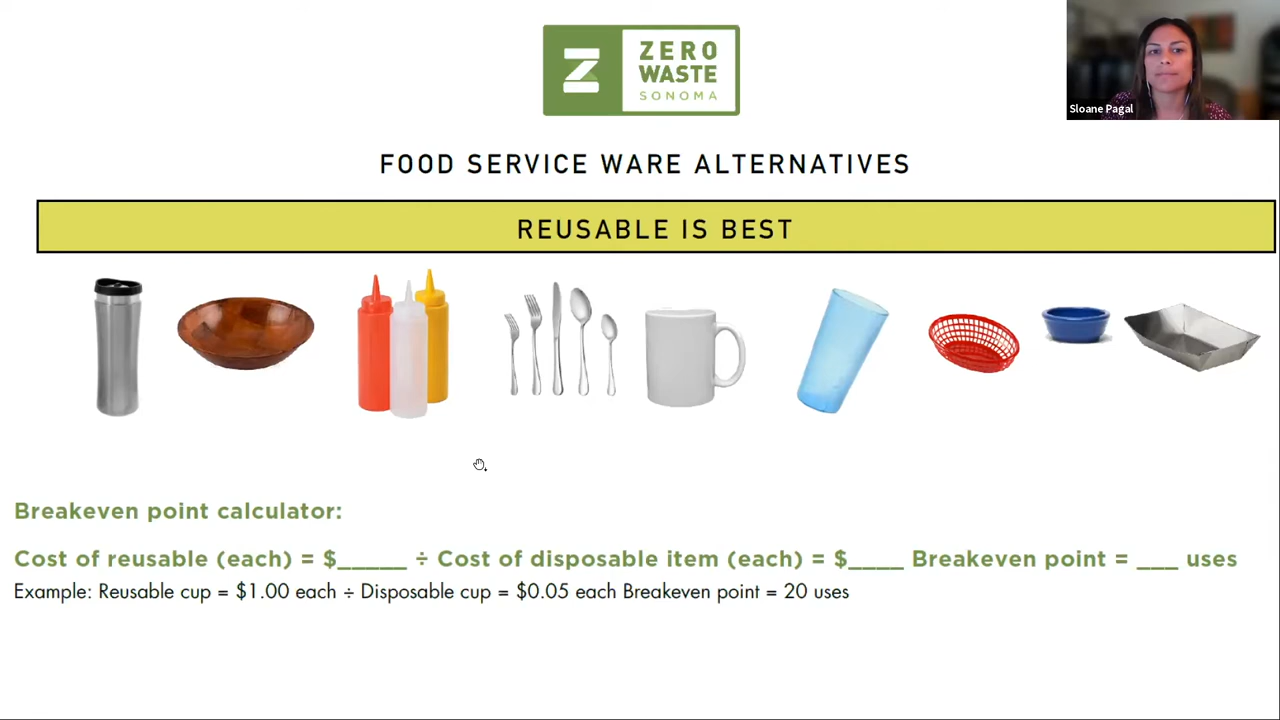 ZERO
WASTE
SONOMA
Sloane Pagal
FOOD SERVICE WARE ALTERNATIVES
REUSABLE IS BEST
Breakeven point calculator:
Cost of reusable (each) = $_____ ÷ Cost of disposable item (each) = $____ Breakeven point = ___ uses
Example: Reusable cup = $1.00 each ÷ Disposable cup = $0.05 each Breakeven point = 20 uses